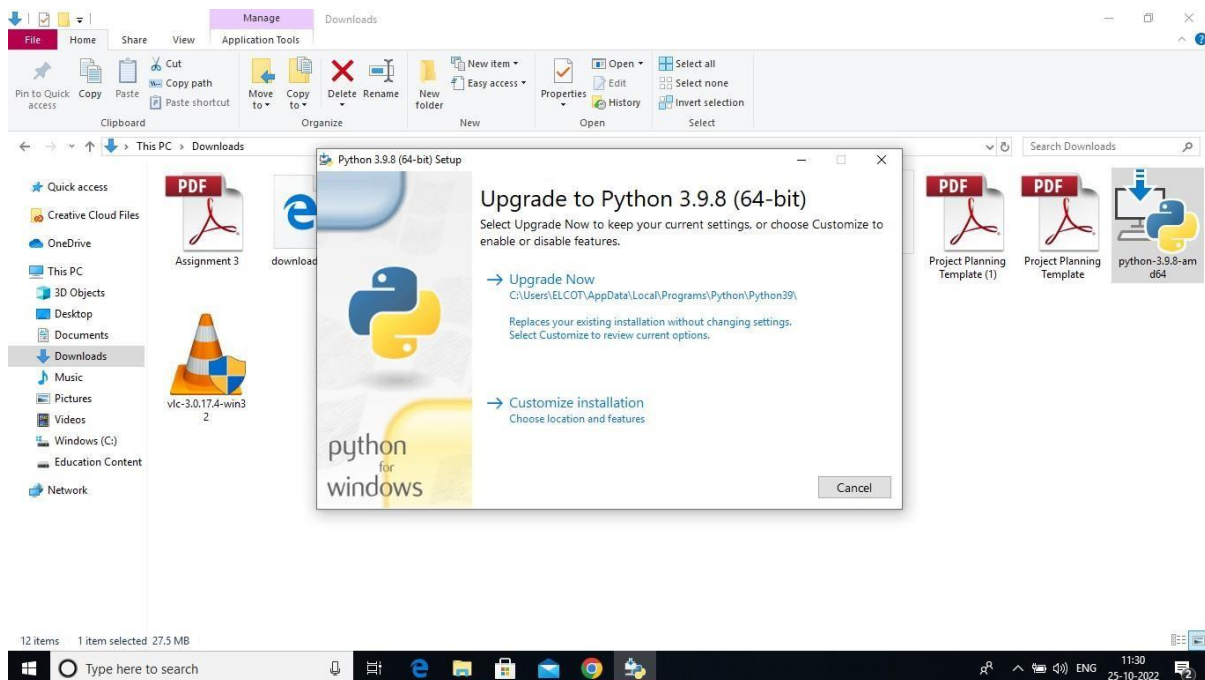 Manage
Downloads
File
Home
Share
View
Application Tools
Pin to Quick access
Copy
Paste
Cut
Copy path
Paste shortcut
Clipboard
Move to
Copy to
Delete
Rename
Organize
New folder
New item
Easy access
New
Properties
Open
Edit
History
Open
Select all
Select none
Invert selection
Select
This PC
Downloads
Search Downloads
Quick access
Creative Cloud Files
OneDrive
This PC
3D Objects
Desktop
Documents
Downloads
Music
Pictures
Videos
Windows (C:)
Education Content
Network
PDF
Assignment 3
download
vlc-3.0.17.4-win3
2
Python 3.9.8 (64-bit) Setup
Upgrade to Python 3.9.8 (64-bit)
Select Upgrade Now to keep your current settings, or choose Customize to
enable or disable features.
Upgrade Now
C:\Users\ELCOT\AppData\Local\Programs\Python\Python39\
Replaces your existing installation without changing settings.
Select Customize to review current options.
Customize installation
Choose location and features
python
for
windows
Cancel
PDF
Project Planning
Template (1)
PDF
Project Planning
Template
python-3.9.8-am
d64
12 items
1 item selected 27.5 MB
Type here to search
ENG
11:30
25-10-2022
2